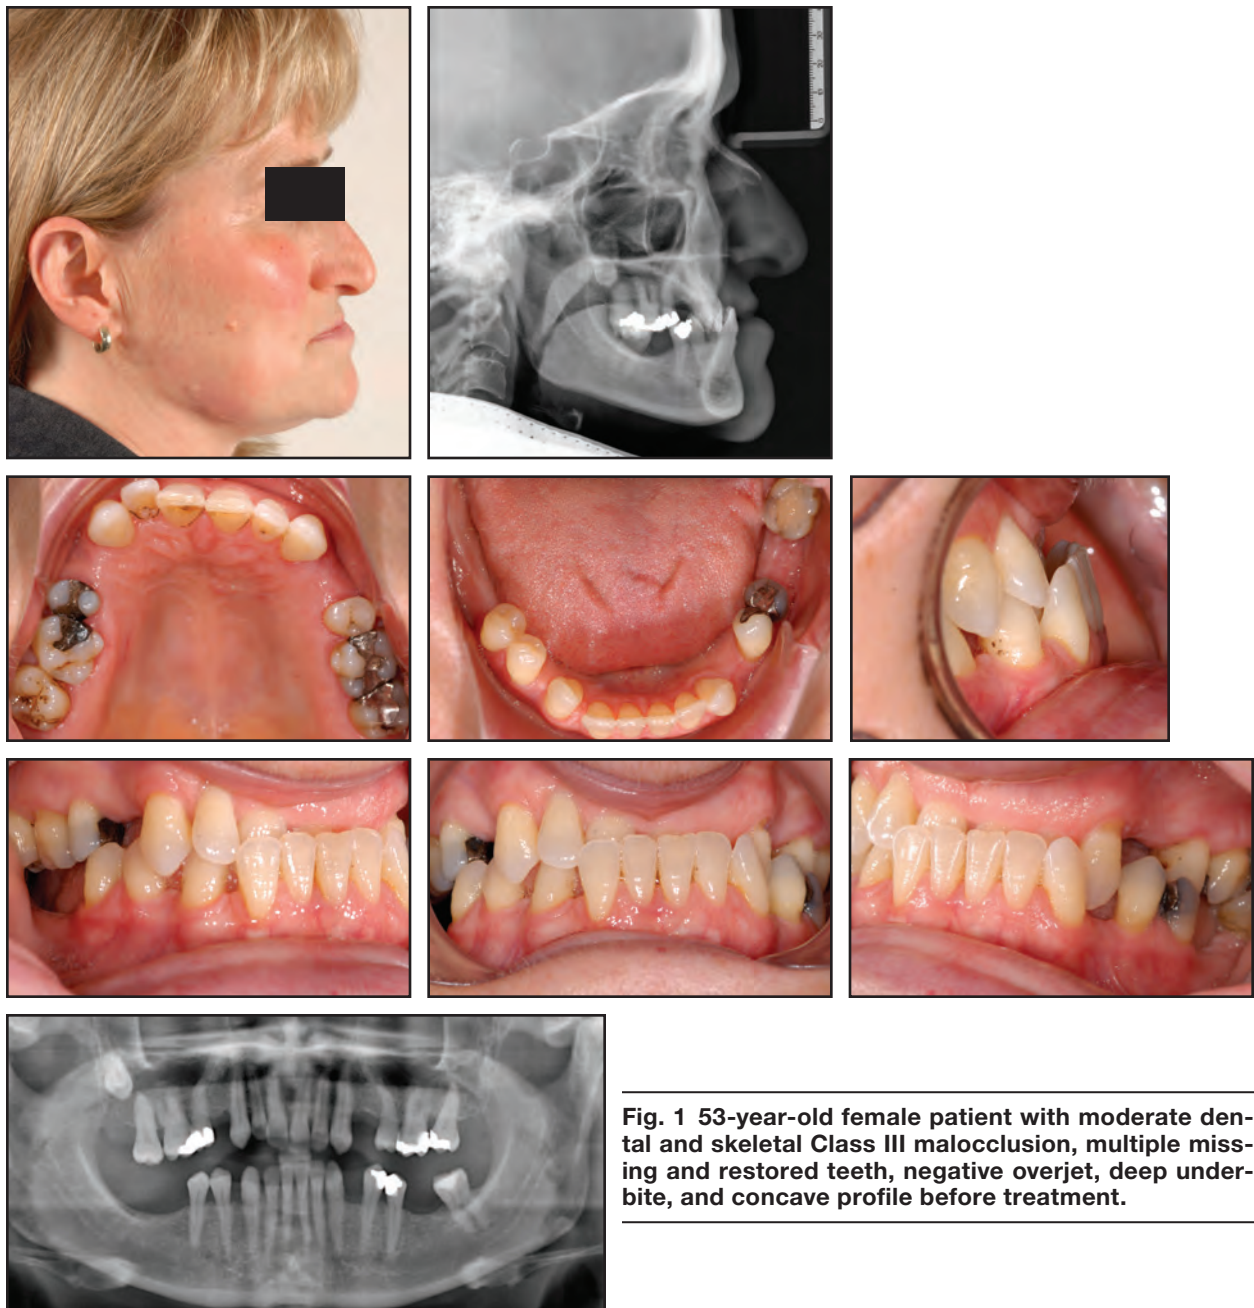 Fig. 1 53-year-old female patient with moderate den-
tal and skeletal Class III malocclusion, multiple miss-
ing and restored teeth, negative overjet, deep under-
bite, and concave profile before treatment.